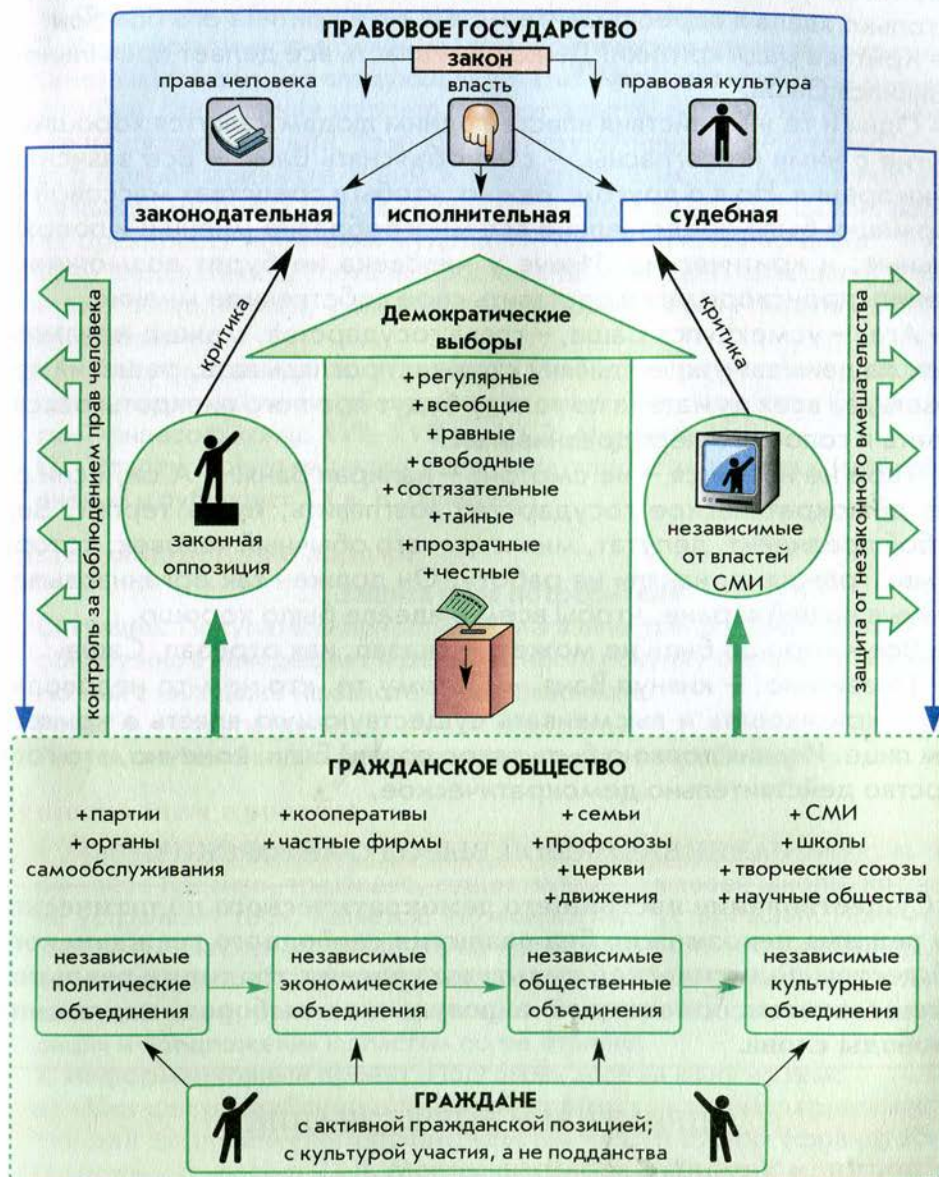 ПРАВОВОЕ ГОСУДАРСТВО
закон
права человека
власть
правовая культура
законодательная
исполнительная
судебная
контроль за соблюдением прав человека
критика
Демократические
выборы
+регулярные
+всеобщие
+равные
+свободные
+состязательные
+тайные
+прозрачные
+честные
критика
защита от незаконного вмешательства
законная
оппозиция
независимые
от властей
СМИ
ГРАЖДАНСКОЕ ОБЩЕСТВО
+партии
+органы
самообслуживания
+кооперативы
+частные фирмы
+семьи
+профсоюзы
+церкви
+движения
+СМИ
+школы
+творческие союзы
+научные общества
независимые
политические
объединения
независимые
экономические
объединения
независимые
общественные
объединения
независимые
культурные
объединения
ГРАЖДАНЕ
с активной гражданской позицией;
с культурой участия, а не подданства